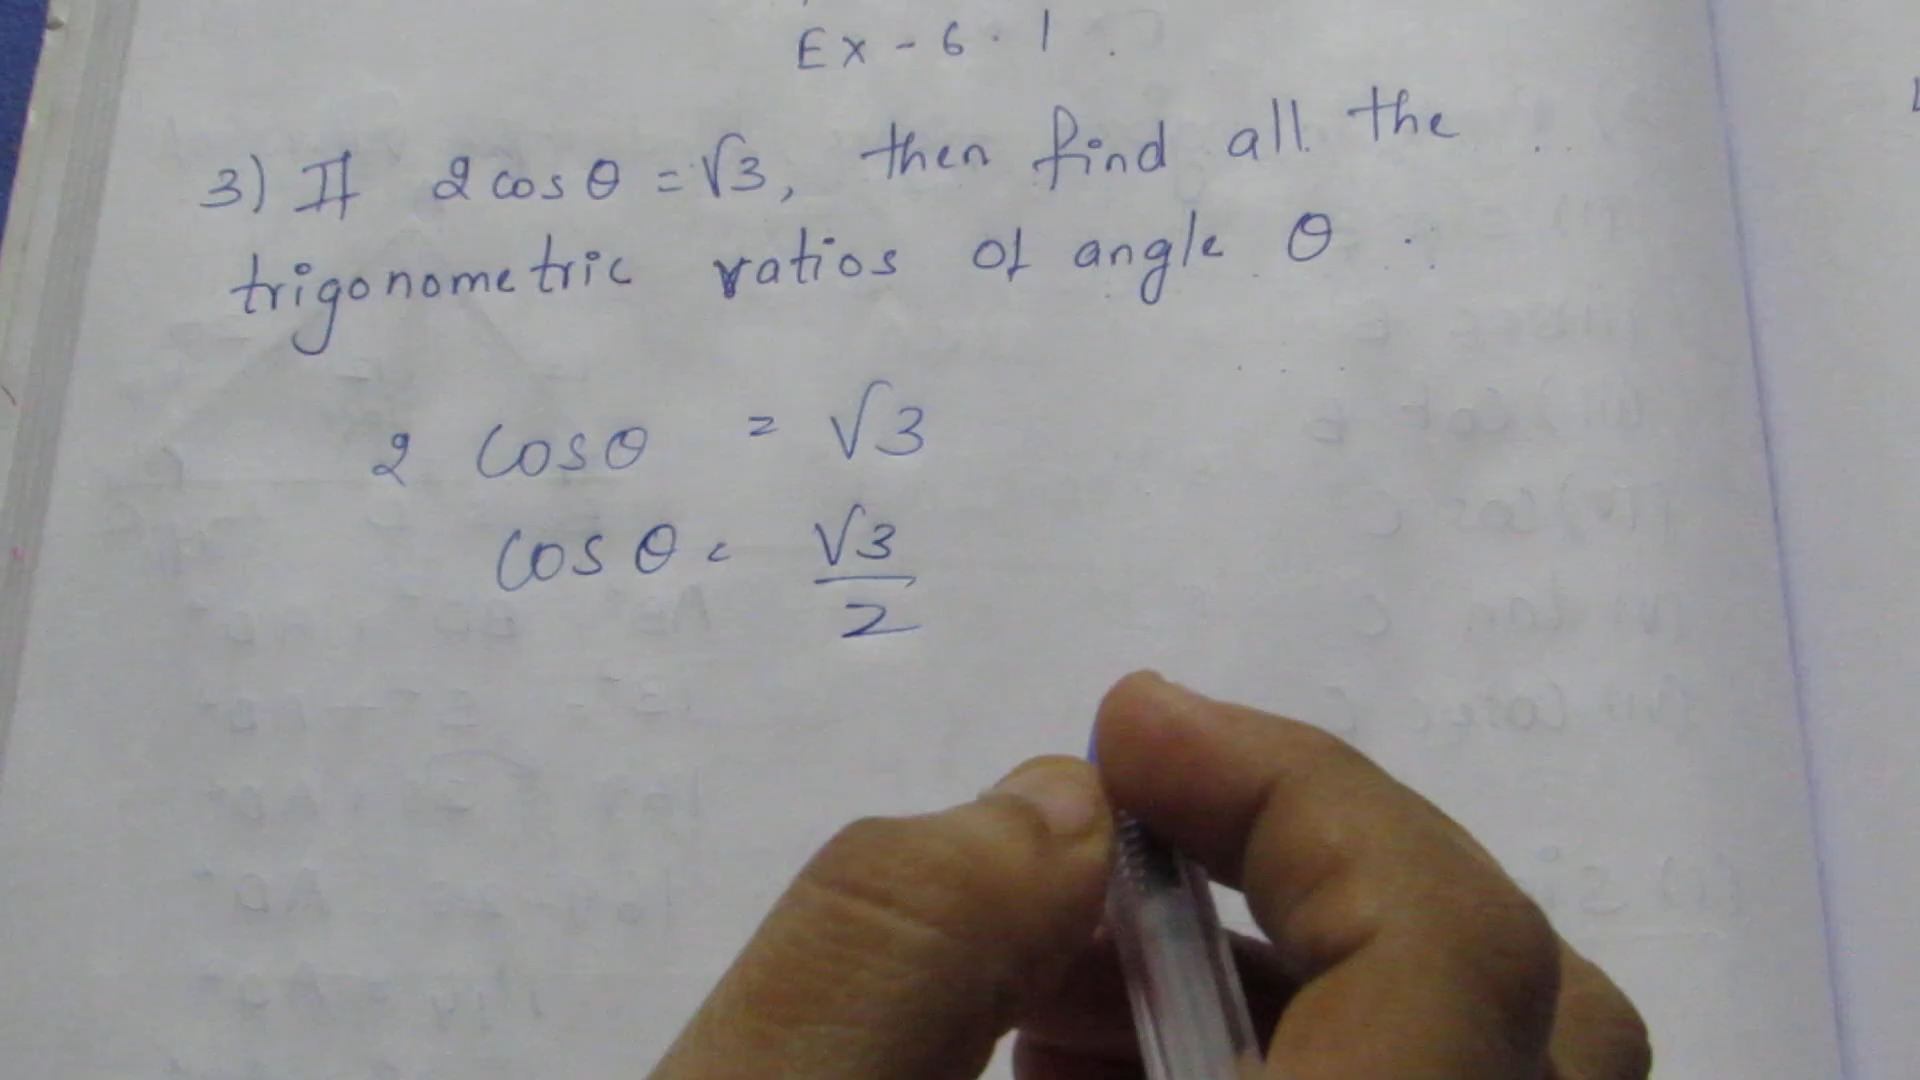 Ex - 6.1
3) If 2 cos θ = √3, then find all the
trigonometric ratios of angle θ.
2 cos θ = √3
cos θ = √3/2